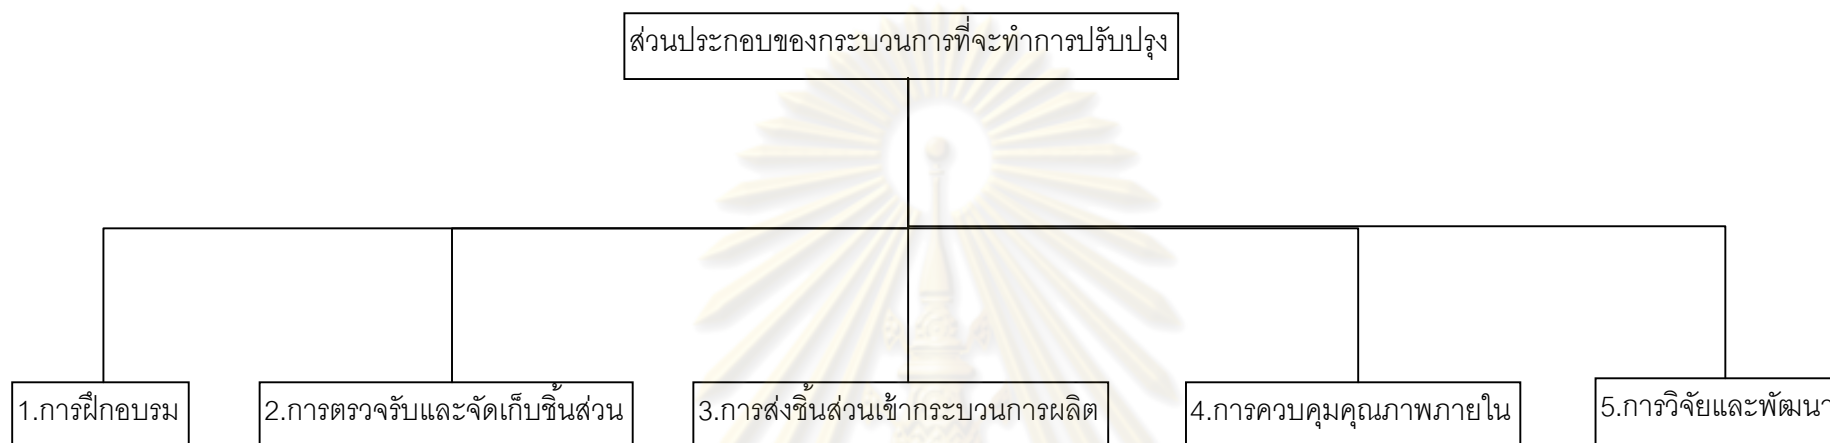 ส่วนประกอบของกระบวนการที่จะทำการปรับปรุง
1.การฝึกอบรม
2.การตรวจรับและจัดเก็บชิ้นส่วน
3.การส่งชิ้นส่วนเข้ากระบวนการผลิต
4.การควบคุมคุณภาพภายใน
5.การวิจัยและพัฒนา